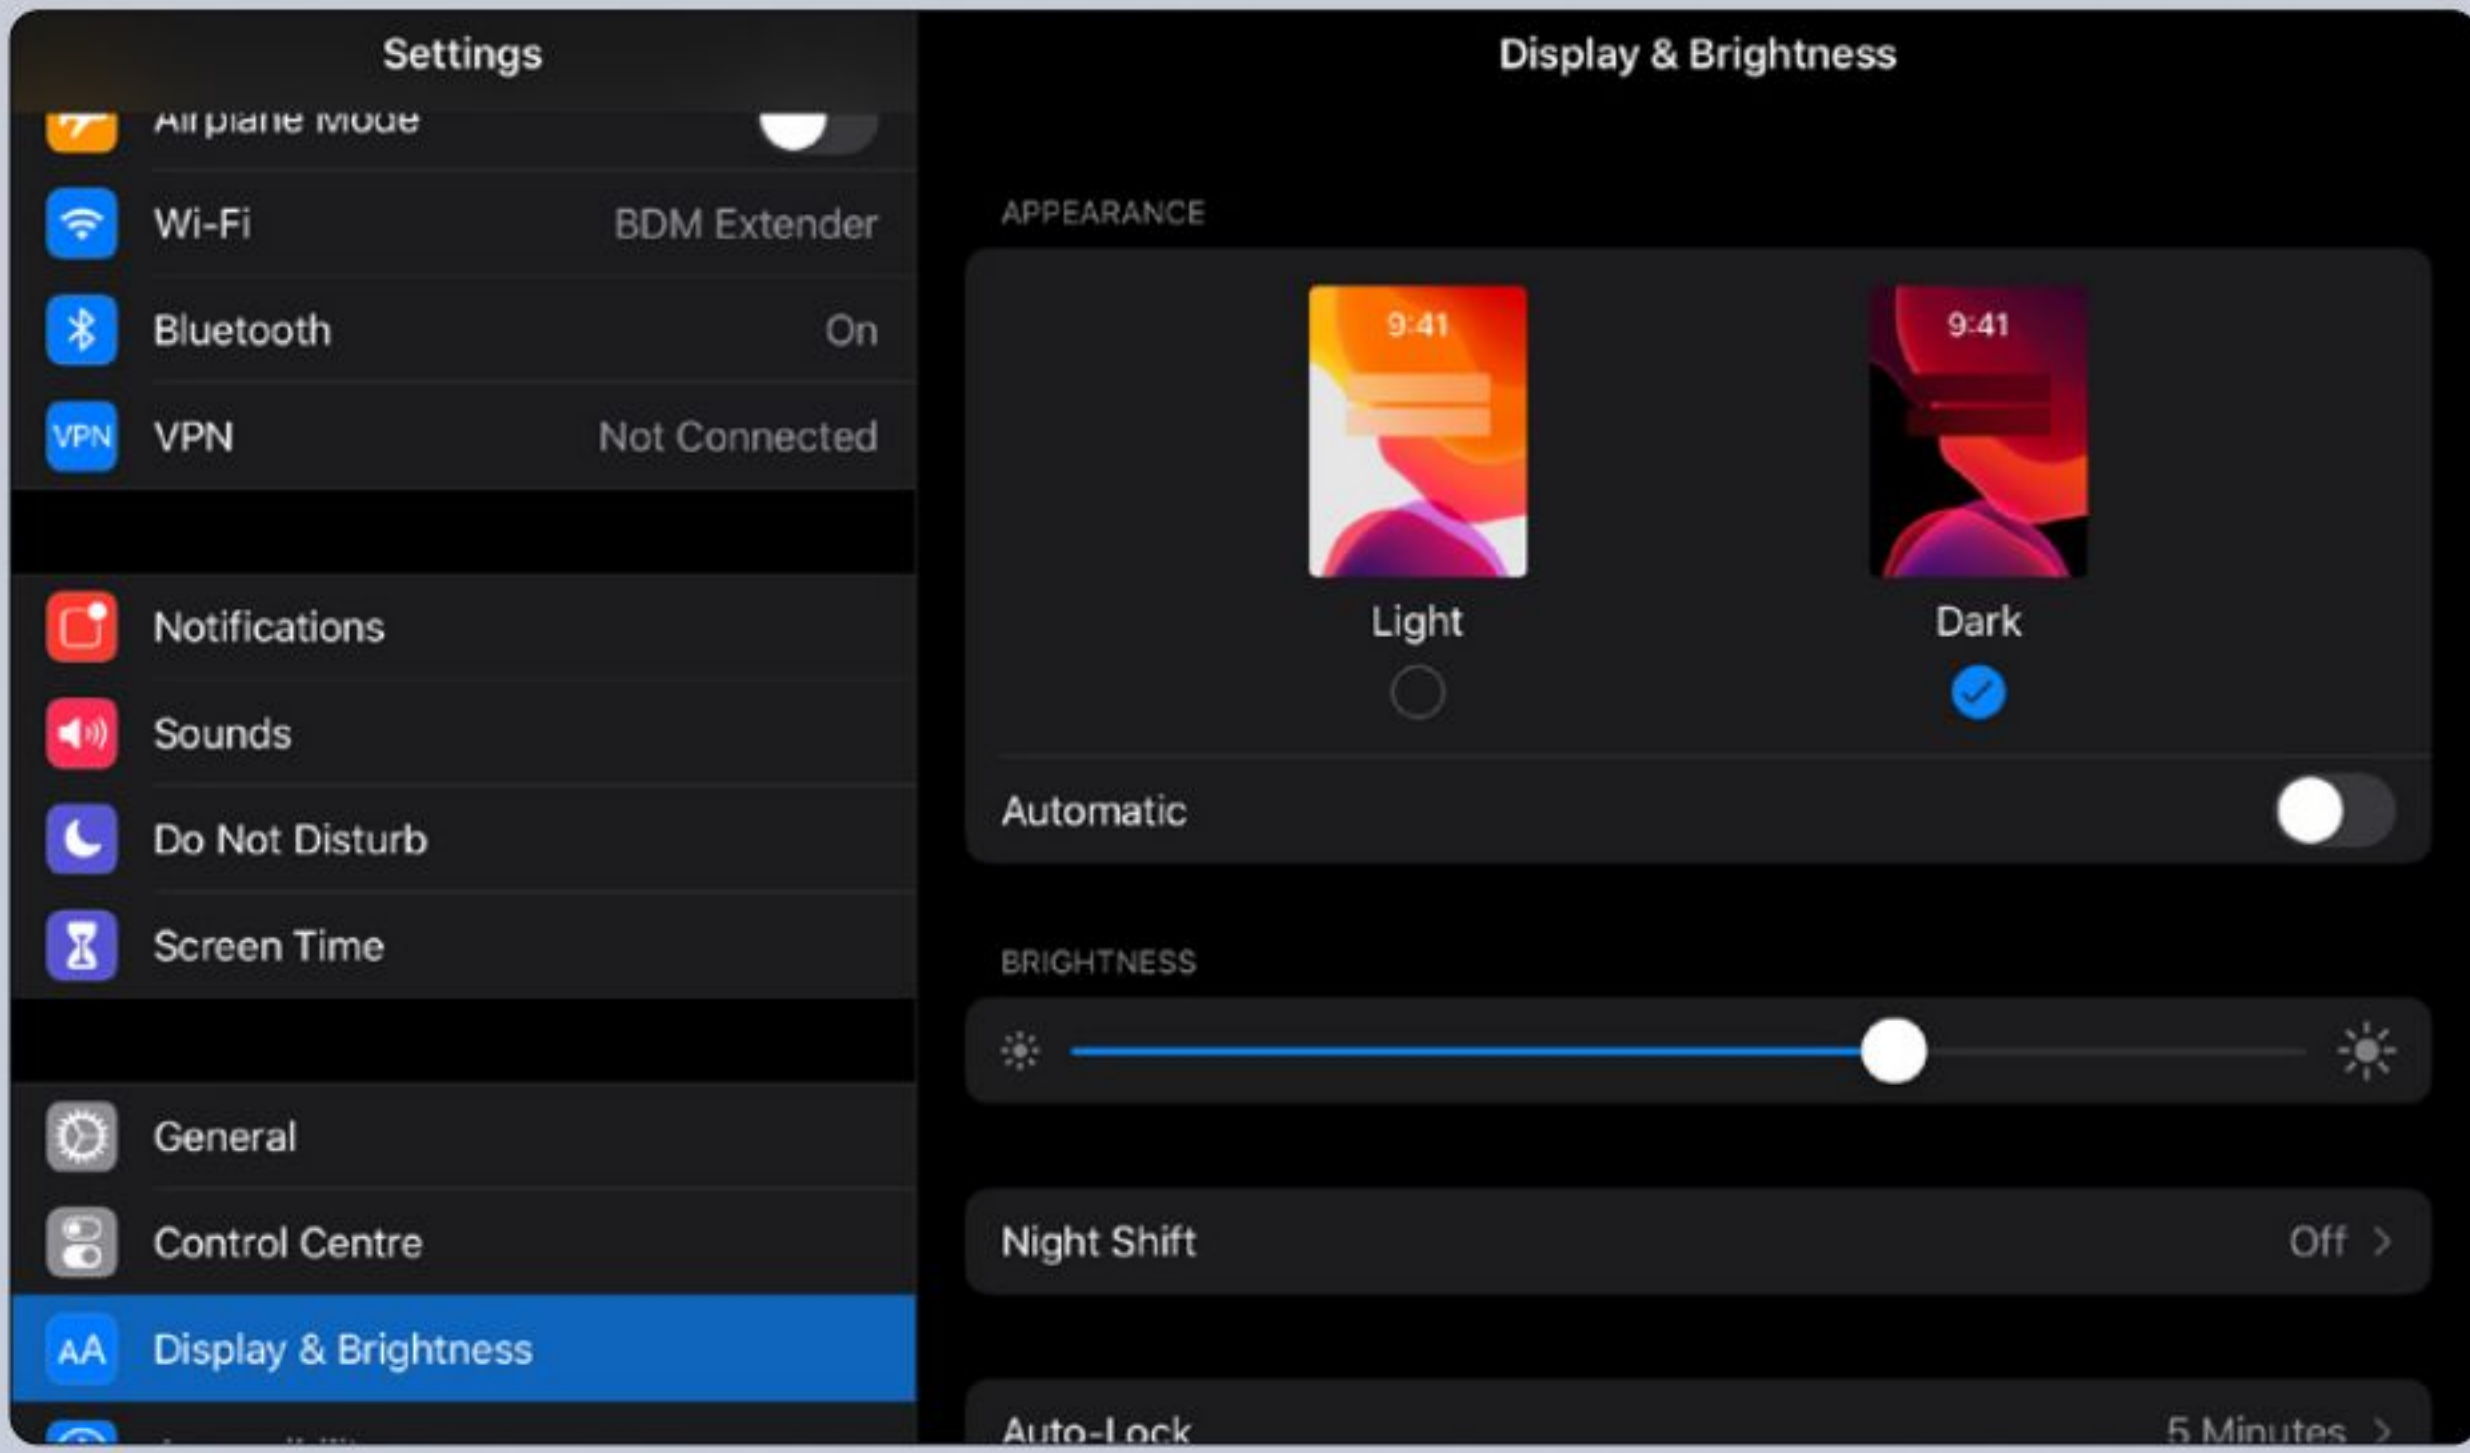 Settings
Airplane Mode
Wi-Fi BDM Extender
Bluetooth On
VPN VPN Not Connected
Notifications
Sounds
Do Not Disturb
Screen Time
General
Control Centre
AA Display & Brightness
Display & Brightness
APPEARANCE
9:41 9:41
Light Dark
Automatic
BRIGHTNESS
Night Shift Off
Auto-Lock 5 Minutes